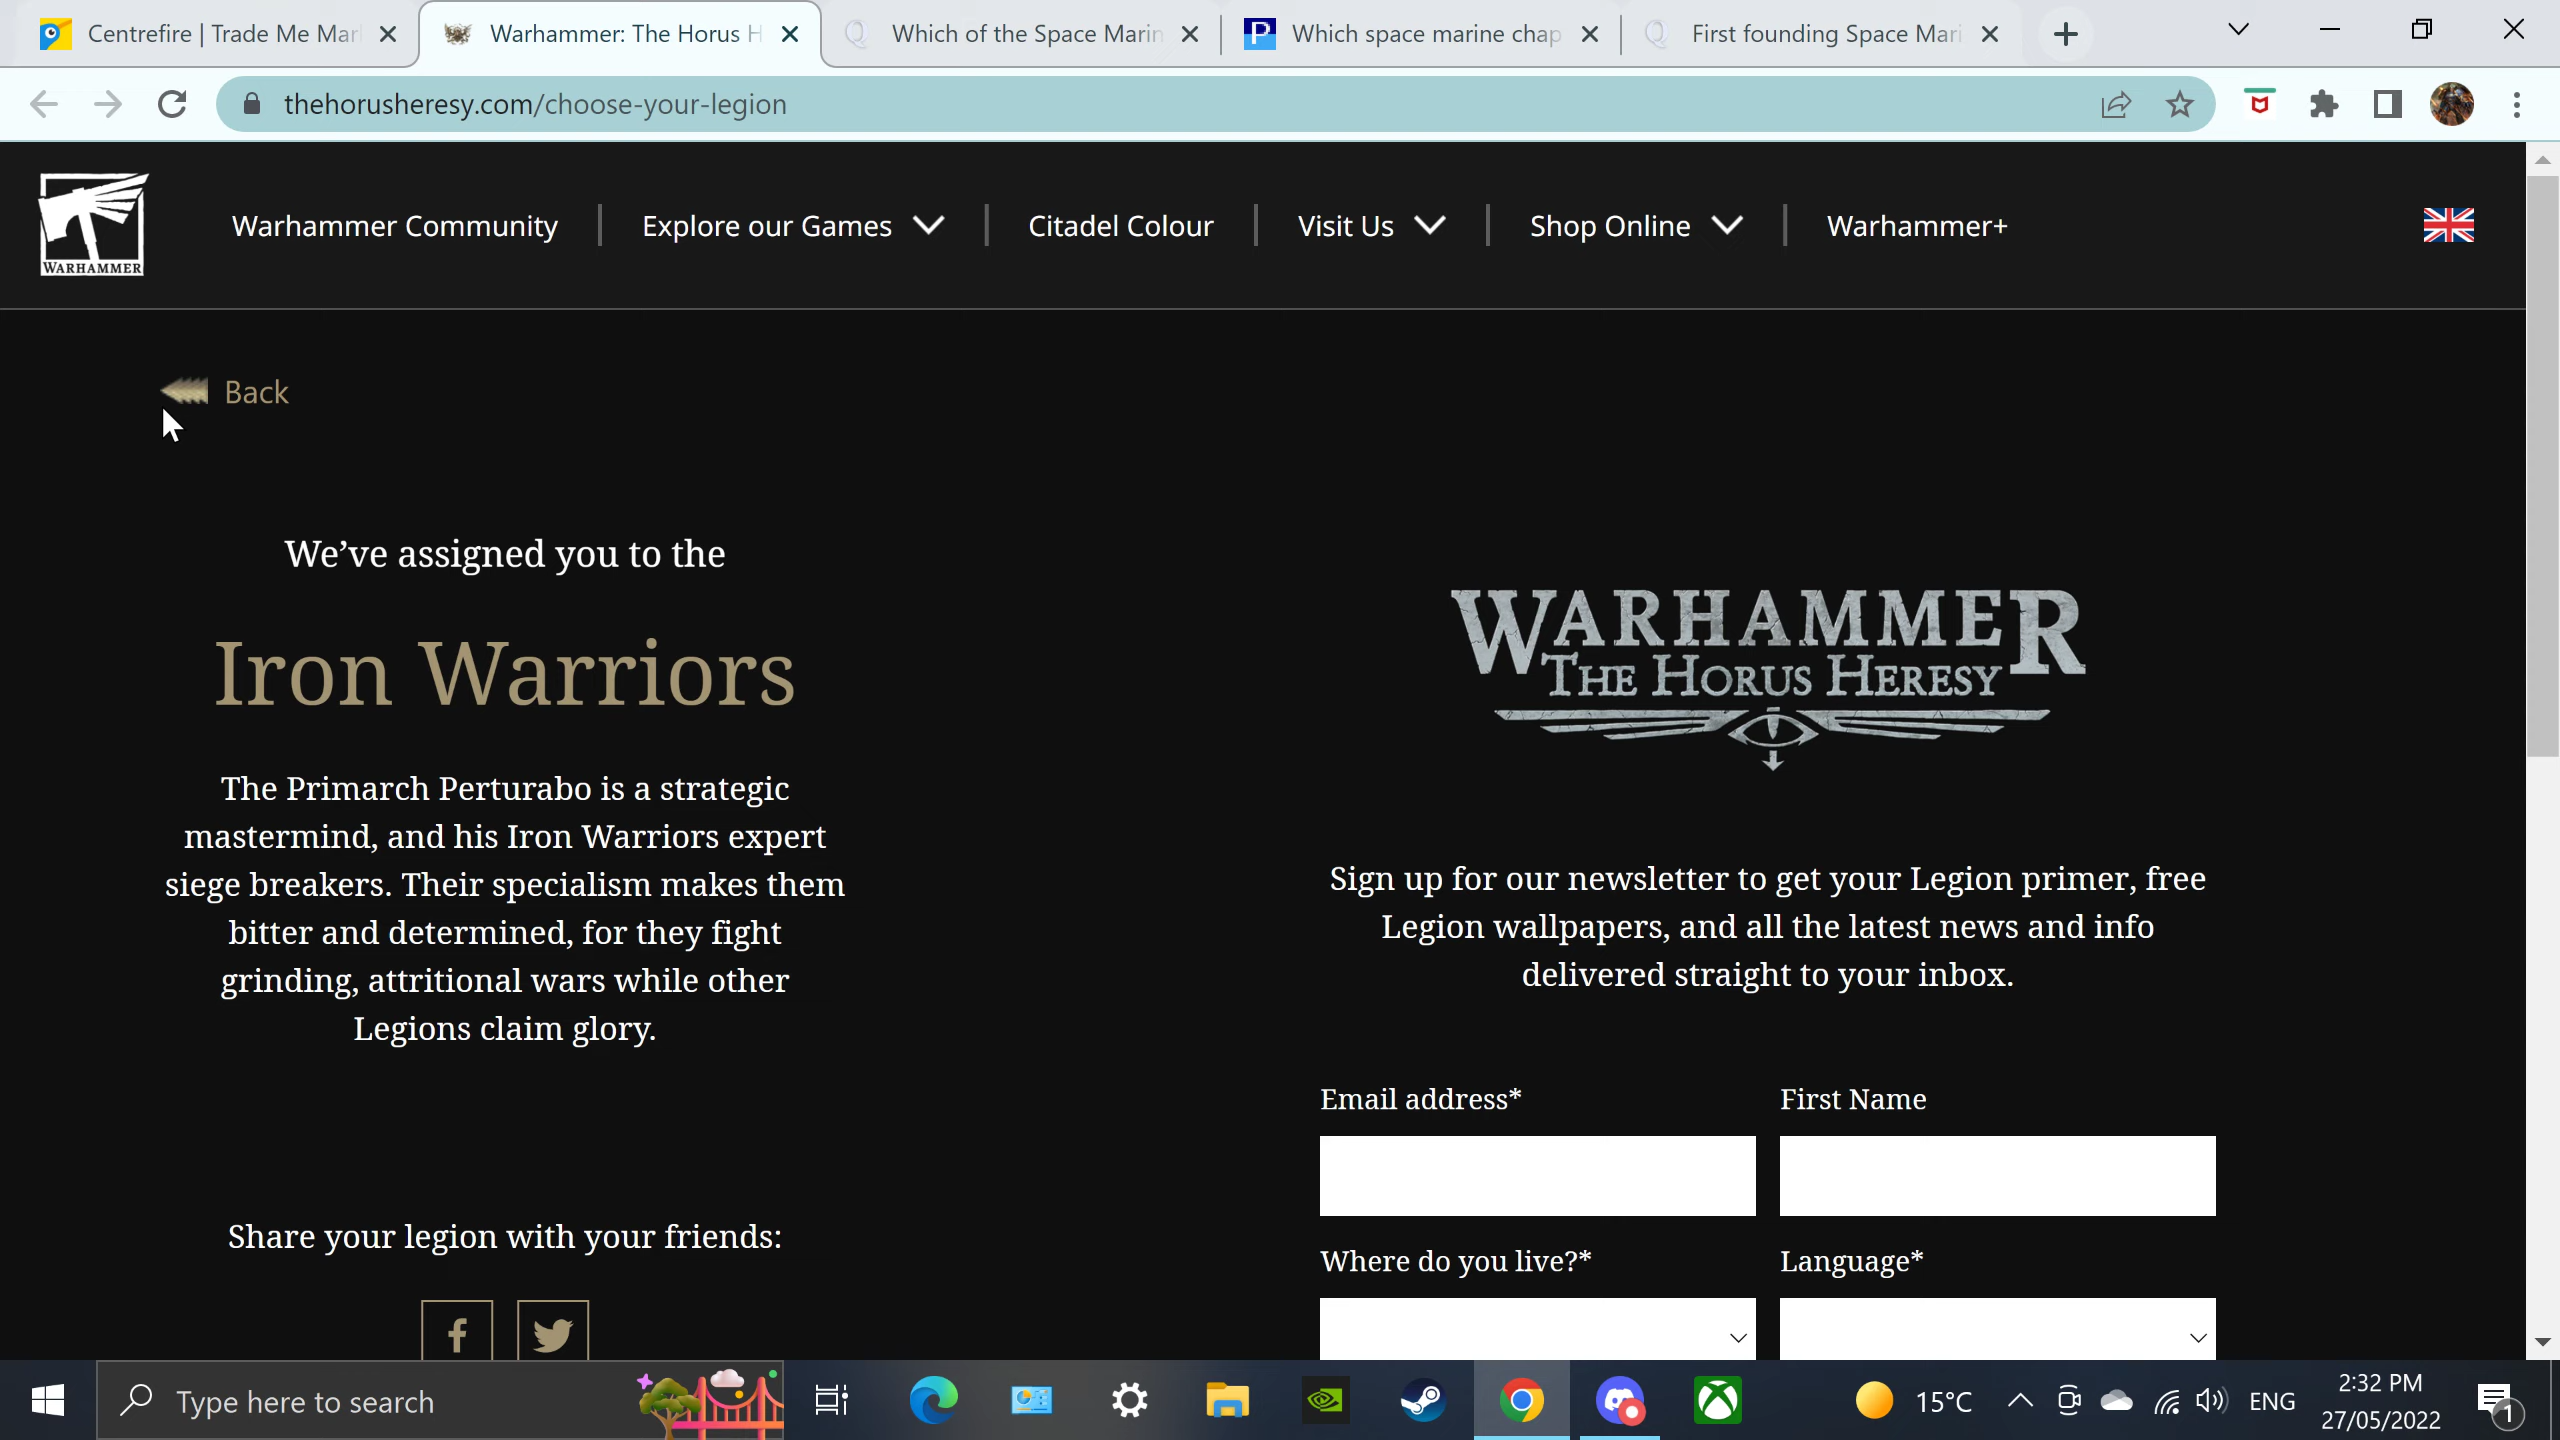 Centrefire | Trade Me Mar
Warhammer: The Horus H
Which of the Space Marin
Which space marine chap
First founding Space Mari
thehorusheresy.com/choose-your-legion
WARHAMMER
Warhammer Community
Explore our Games
Citadel Colour
Visit Us
Shop Online
Warhammer+
Back
We’ve assigned you to the
Iron Warriors
The Primarch Perturabo is a strategic
mastermind, and his Iron Warriors expert
siege breakers. Their specialism makes them
bitter and determined, for they fight
grinding, attritional wars while other
Legions claim glory.
Share your legion with your friends:
WARHAMMER
THE HORUS HERESY
Sign up for our newsletter to get your Legion primer, free
Legion wallpapers, and all the latest news and info
delivered straight to your inbox.
Email address*
First Name
Where do you live?*
Language*
Type here to search
15°C
ENG
2:32 PM
27/05/2022
1